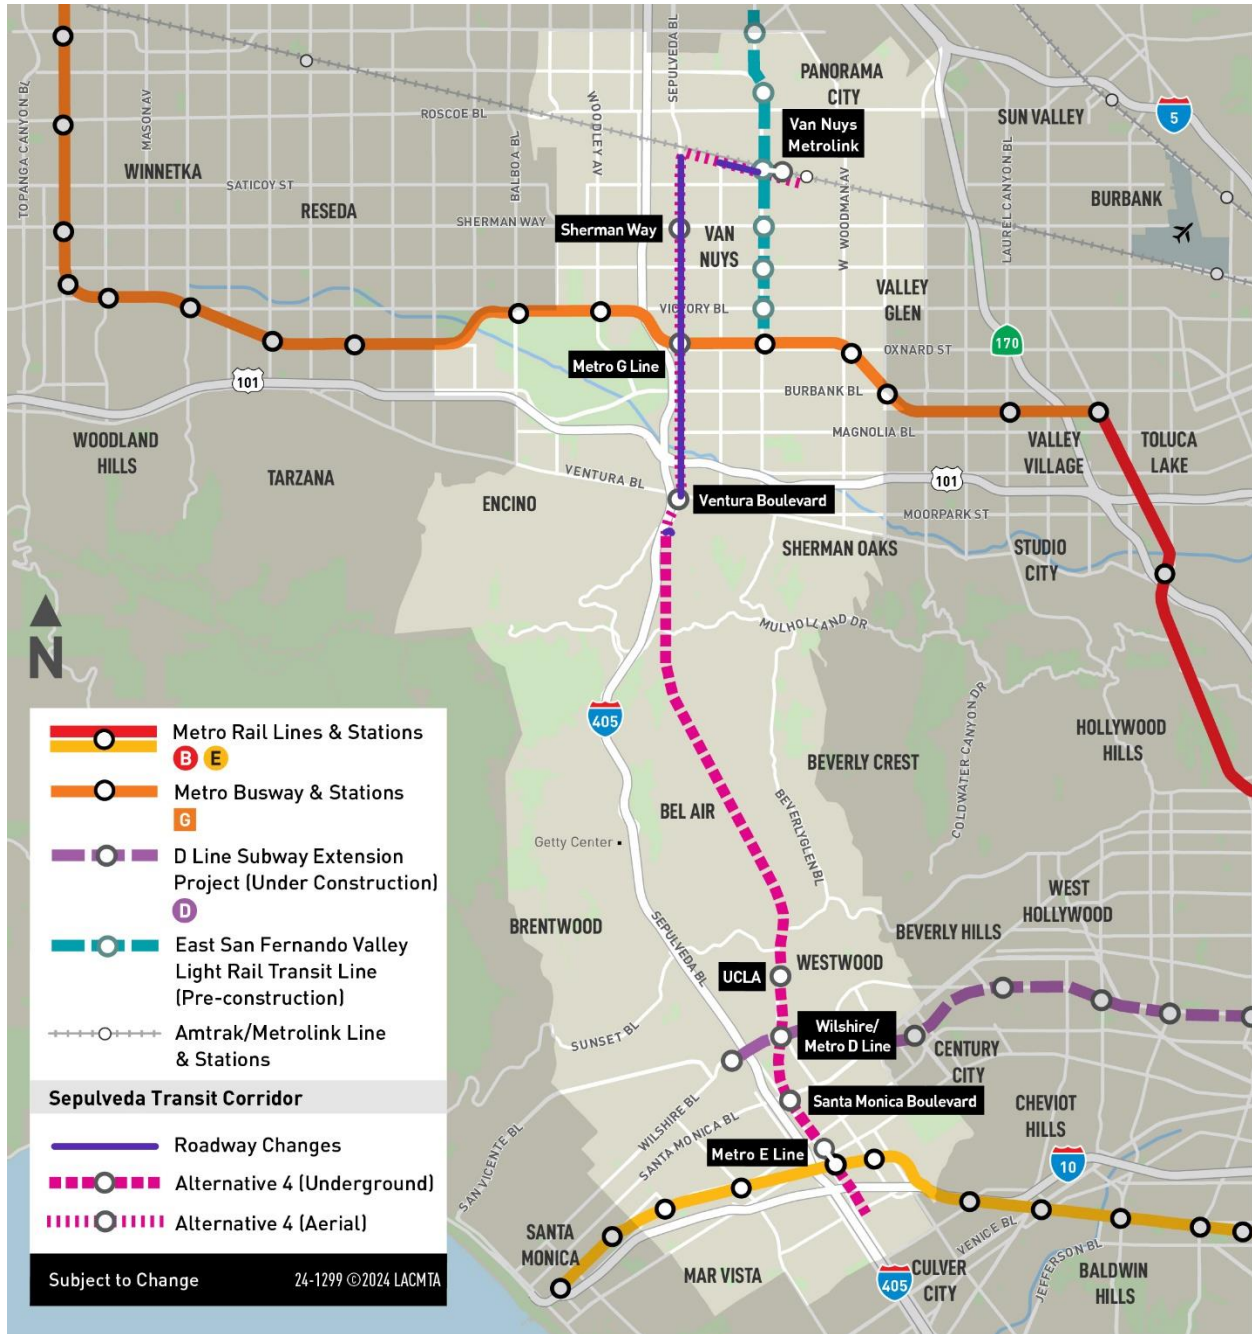 SEPULVEDA BL
PANORAMA
CITY
TOPANGA CANYON BL
MASON AV
ROSCOE BL
BALBOA BL
WOODLEY AV
SUN VALLEY
5
Van Nuys
Metrolink
LAUREL CANYON BL
WINNETKA
SATICOY ST
RESEDA
SHERMAN WAY
Sherman Way
VAN
NUYS
W WOODMAN AV
BURBANK
VALLEY
GLEN
VICTORY BL
170
OXNARD ST
Metro G Line
101
BURBANK BL
MAGNOLIA BL
WOODLAND
HILLS
TARZANA
VENTURA BL
VALLEY
VILLAGE
TOLUCA
LAKE
101
ENCINO
Ventura Boulevard
MOORPARK ST
SHERMAN OAKS
STUDIO
CITY
MULHOLLAND DR
N
405
COLDWATER CANYON DR
HOLLYWOOD
HILLS
BEVERLY CREST
BEL AIR
BEVERLYGLEN BL
Getty Center
WEST
HOLLYWOOD
BRENTWOOD
SEPULVEDA BL
BEVERLY HILLS
UCLA
WESTWOOD
SUNSET BL
Wilshire/
Metro D Line
CENTURY
CITY
WILSHIRE BL
SANTA MONICA BL
Santa Monica Boulevard
CHEVIOT
HILLS
SAN VICENTE BL
Metro E Line
10
SANTA
MONICA
VENICE BL
JEFFERSON BL
MAR VISTA
405
CULVER
CITY
BALDWIN
HILLS
Metro Rail Lines & Stations
B E
Metro Busway & Stations
G
D Line Subway Extension
Project (Under Construction)
D
East San Fernando Valley
Light Rail Transit Line
(Pre-construction)
Amtrak/Metrolink Line
& Stations
Sepulveda Transit Corridor
Roadway Changes
Alternative 4 (Underground)
Alternative 4 (Aerial)
Subject to Change 24-1299 ©2024 LACMTA